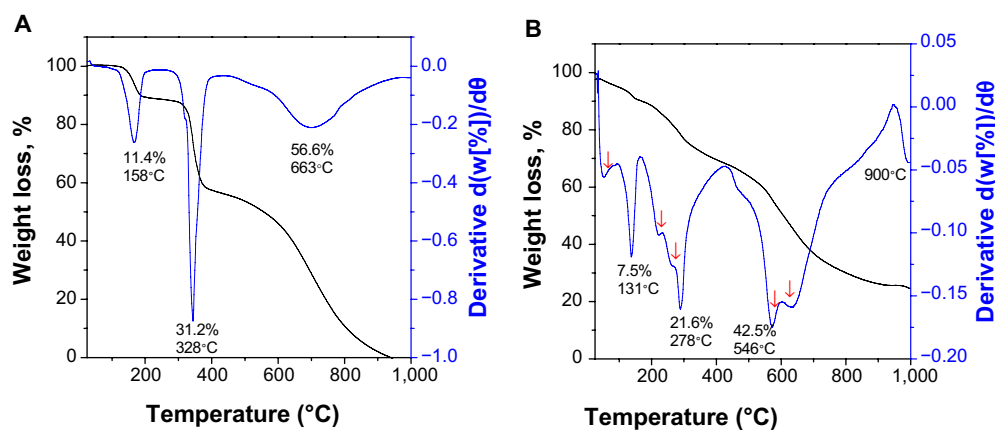 A
Weight loss, %
100
80
60
40
20
0
0
200
400
600
800
1,000
Temperature (°C)
0.0
−0.2
−0.4
−0.6
−0.8
−1.0
Derivative d(w[%])/dθ
11.4%
158°C
31.2%
328°C
56.6%
663°C
B
Weight loss, %
100
80
60
40
20
0
200
400
600
800
1,000
Temperature (°C)
0.05
0.00
−0.05
−0.10
−0.15
−0.20
Derivative d(w[%])/dθ
7.5%
131°C
21.6%
278°C
42.5%
546°C
900°C